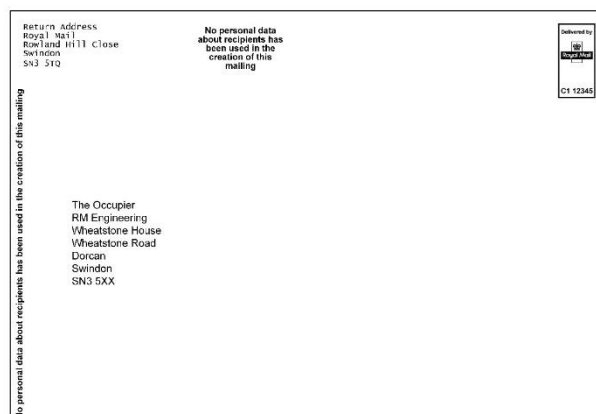 Return Address
Royal Mail
Rowland Hill Close
Swindon
SN3 5TQ
No personal data
about recipients has
been used in the
creation of this
mailing
Delivered by
Royal Mail
C1 12345
No personal data about recipients has been used in the creation of this mailing
The Occupier
RM Engineering
Wheatstone House
Wheatstone Road
Dorcan
Swindon
SN3 5XX